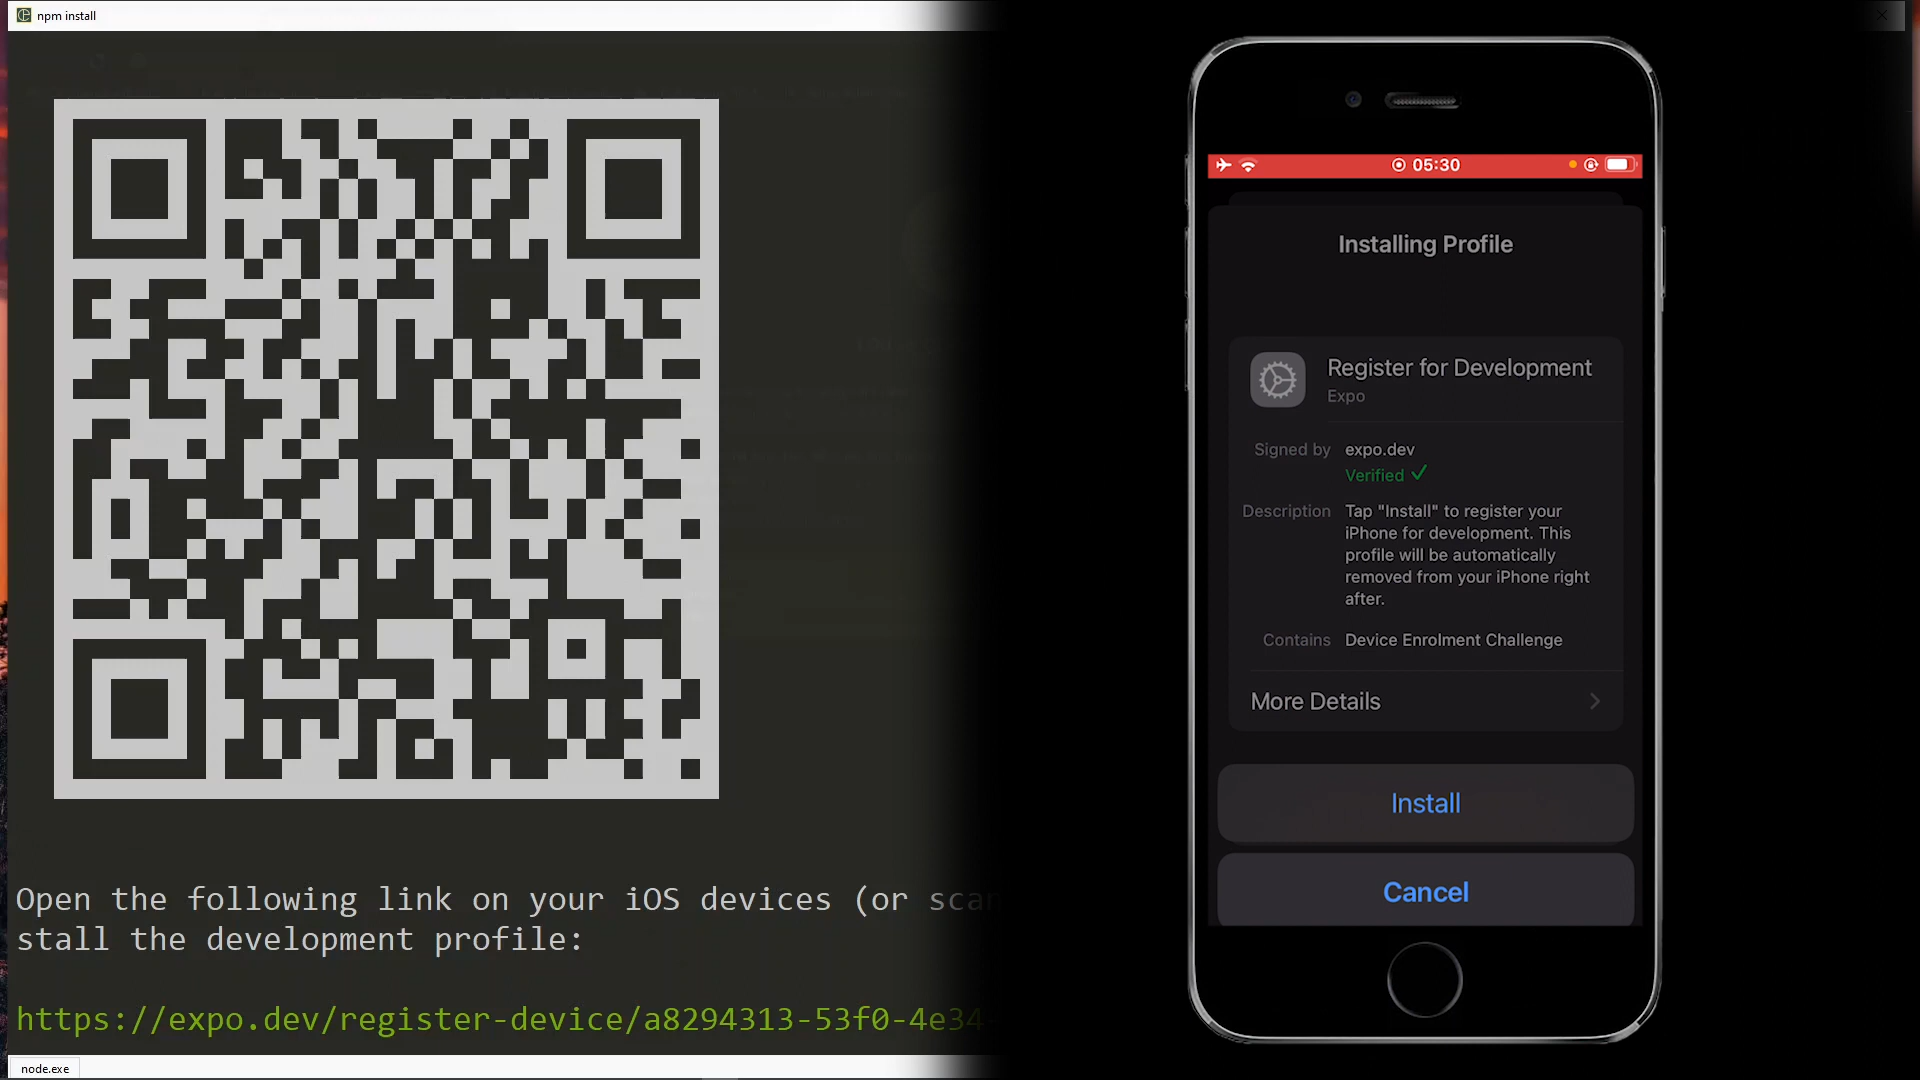 npm install
Open the following link on your iOS devices (or scan
stall the development profile:
https://expo.dev/register-device/a8294313-53f0-4e34-
node.exe
05:30
Installing Profile
Register for Development
Expo
Signed by expo.dev
Verified ✓
Description Tap "Install" to register your
iPhone for development. This
profile will be automatically
removed from your iPhone right
after.
Contains Device Enrolment Challenge
More Details
Install
Cancel